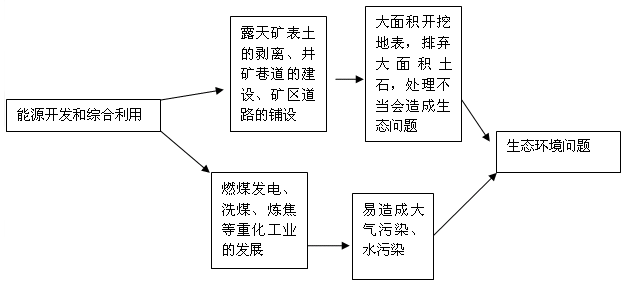 能源开发和综合利用
露天矿表土
的剥离、井
矿巷道的建
设、矿区道
路的铺设
大面积开挖
地表，排弃
大面积土
石，处理不
当会造成生
态问题
燃煤发电、
洗煤、炼焦
等重化工业
的发展
易造成大
气污染、
水污染
生态环境问题